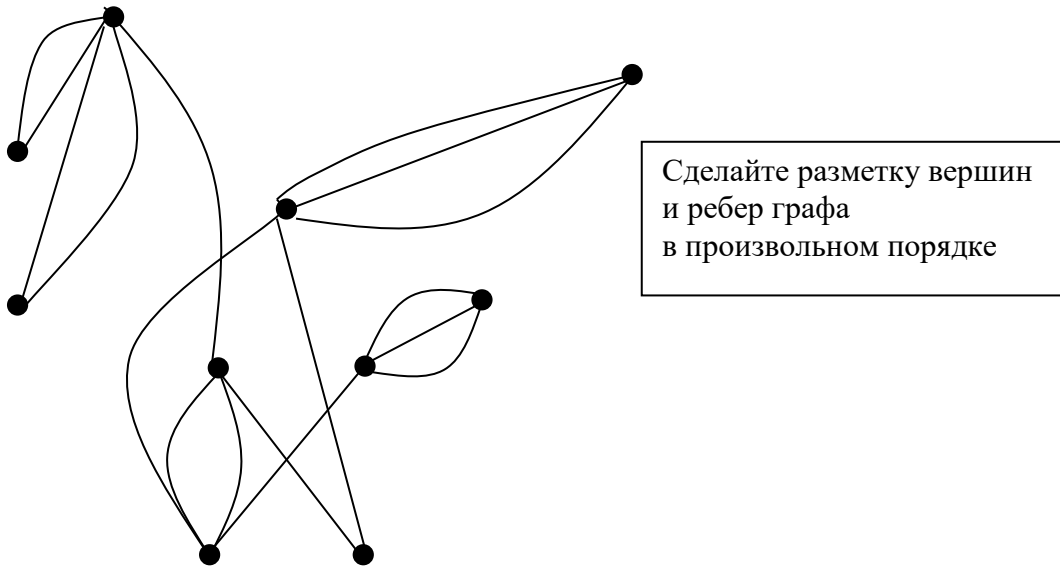 Сделайте разметку вершин
и ребер графа
в произвольном порядке